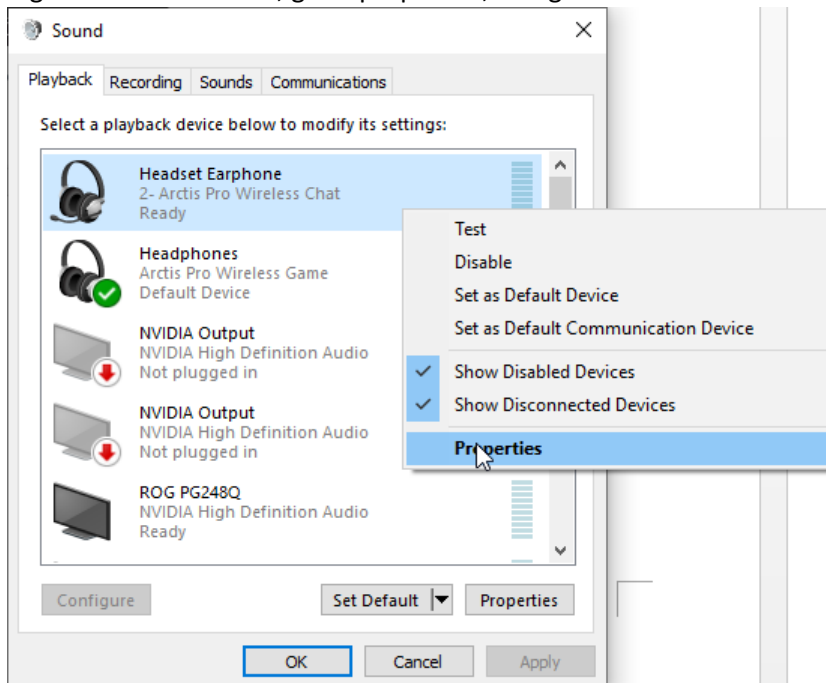 Sound
Playback Recording Sounds Communications
Select a playback device below to modify its settings:
Headset Earphone
2- Arctis Pro Wireless Chat
Ready
Headphones
Arctis Pro Wireless Game
Default Device
NVIDIA Output
NVIDIA High Definition Audio
Not plugged in
NVIDIA Output
NVIDIA High Definition Audio
Not plugged in
ROG PG248Q
NVIDIA High Definition Audio
Ready
Test
Disable
Set as Default Device
Set as Default Communication Device
Show Disabled Devices
Show Disconnected Devices
Properties
Configure Set Default Properties
OK Cancel Apply